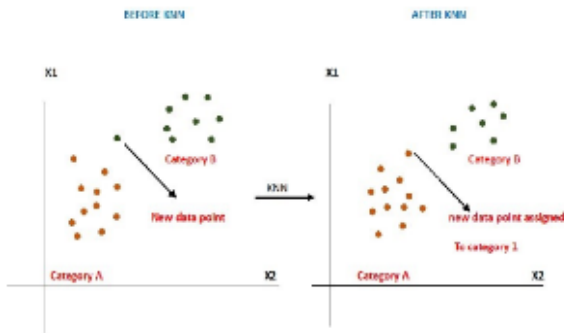 BEFORE KNN
AFTER KNN
X1
X1
Category B
Category B
KNN
New data point
new data point assigned
To category 1
Category A
X2
Category A
X2